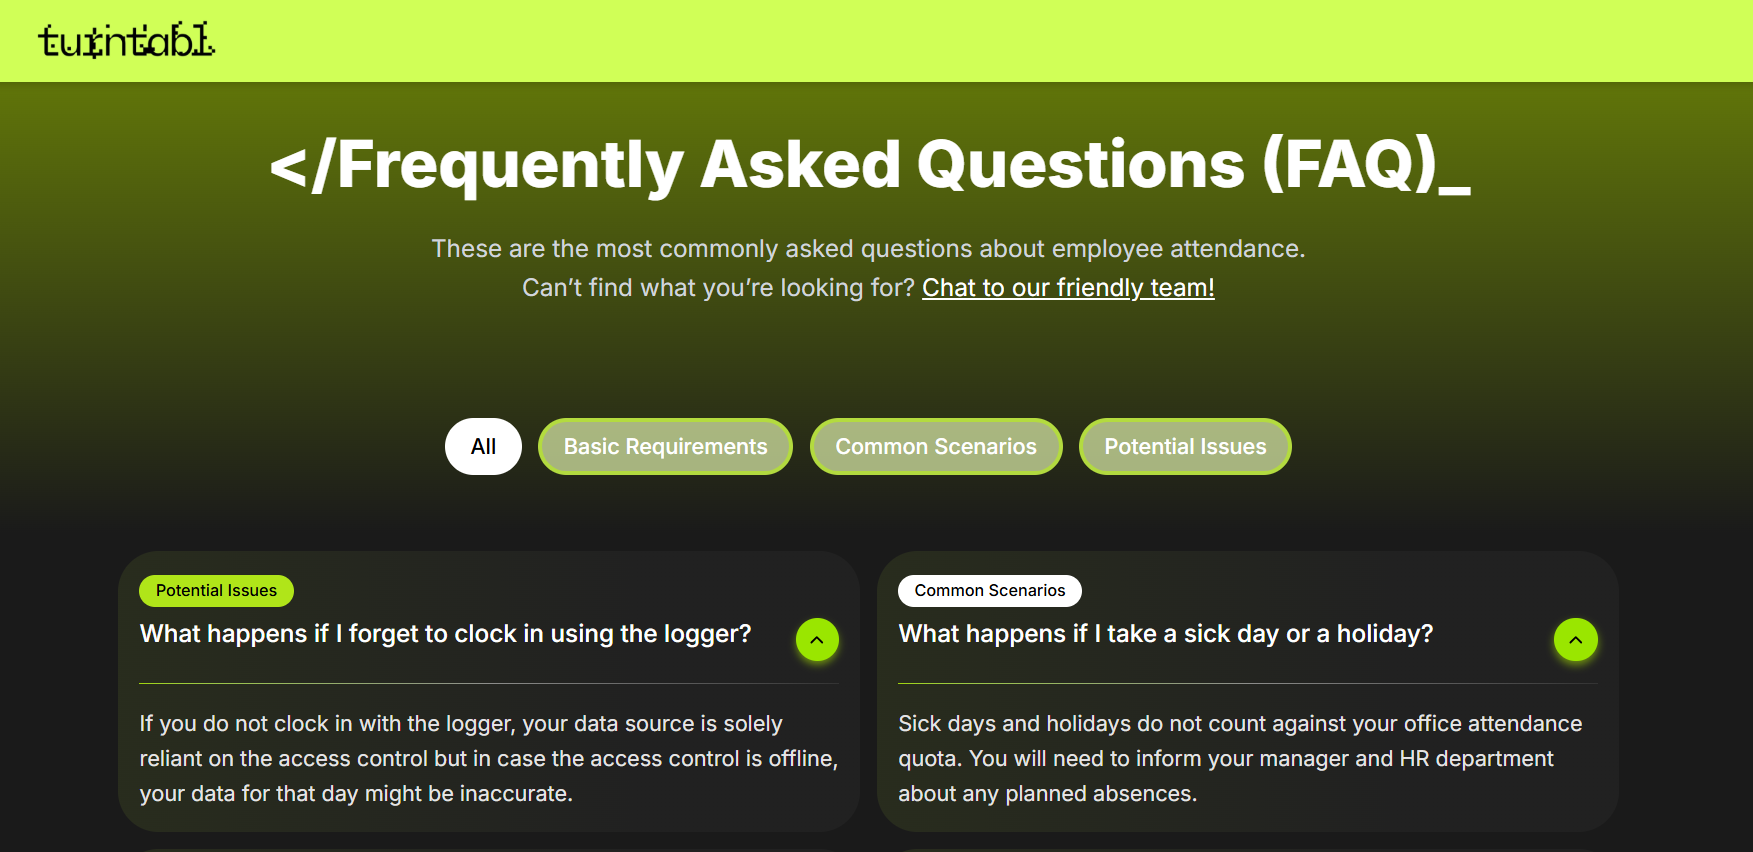 turntabl
</Frequently Asked Questions (FAQ)_
These are the most commonly asked questions about employee attendance.
Can’t find what you’re looking for? Chat to our friendly team!
All
Basic Requirements
Common Scenarios
Potential Issues
Potential Issues
What happens if I forget to clock in using the logger?
If you do not clock in with the logger, your data source is solely
reliant on the access control but in case the access control is offline,
your data for that day might be inaccurate.
Common Scenarios
What happens if I take a sick day or a holiday?
Sick days and holidays do not count against your office attendance
quota. You will need to inform your manager and HR department
about any planned absences.